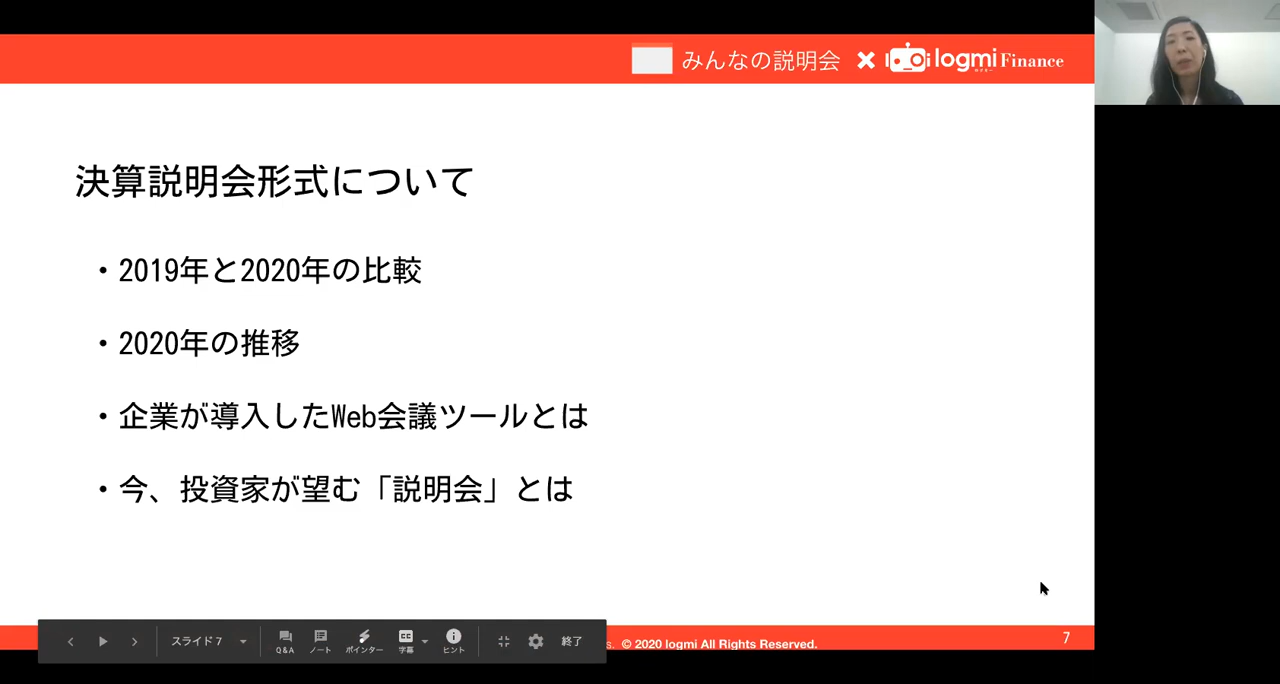 みんなの説明会 × logmi Finance
決算説明会形式について
・2019年と2020年の比較
・2020年の推移
・企業が導入したWeb会議ツールとは
・今、投資家が望む「説明会」とは
スライド 7
Q&A
ノート
ポインター
CC
字幕
ヒント
終了
s. © 2020 logmi All Rights Reserved.
7